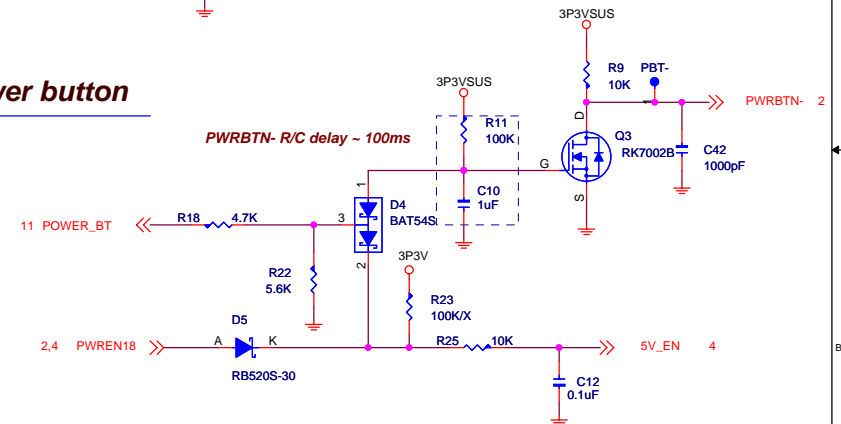 3P3VSUS
R9
10K
PBT-
PWRBTN- 2
3P3VSUS
wer button
R11
100K
PWRBTN- R/C delay ~ 100ms
D
Q3
RK7002B
G
S
C42
1000pF
C10
1uF
1
D4
BAT54S
3
2
11 POWER_BT
R18 4.7K
R22
5.6K
3P3V
R23
100K/X
D5
2,4 PWREN18
A
K
RB520S-30
R25 10K
5V_EN 4
C12
0.1uF
B